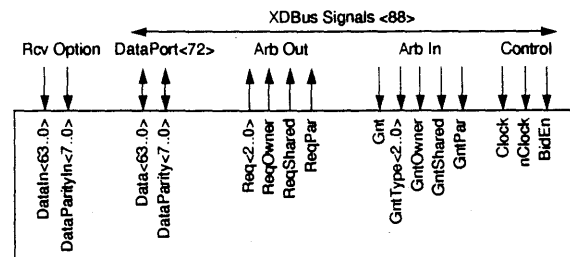 XDBus Signals <88>
Rcv Option
DataPort<72>
Arb Out
Arb In
Control
DataIn<63..0>
DataParityIn<7..0>
Data<63..0>
DataParity<7..0>
Req<2..0>
ReqOwner
ReqShared
ReqPar
Gnt
GntType<2..0>
GntOwner
GntShared
GntPar
Clock
nClock
BidEn